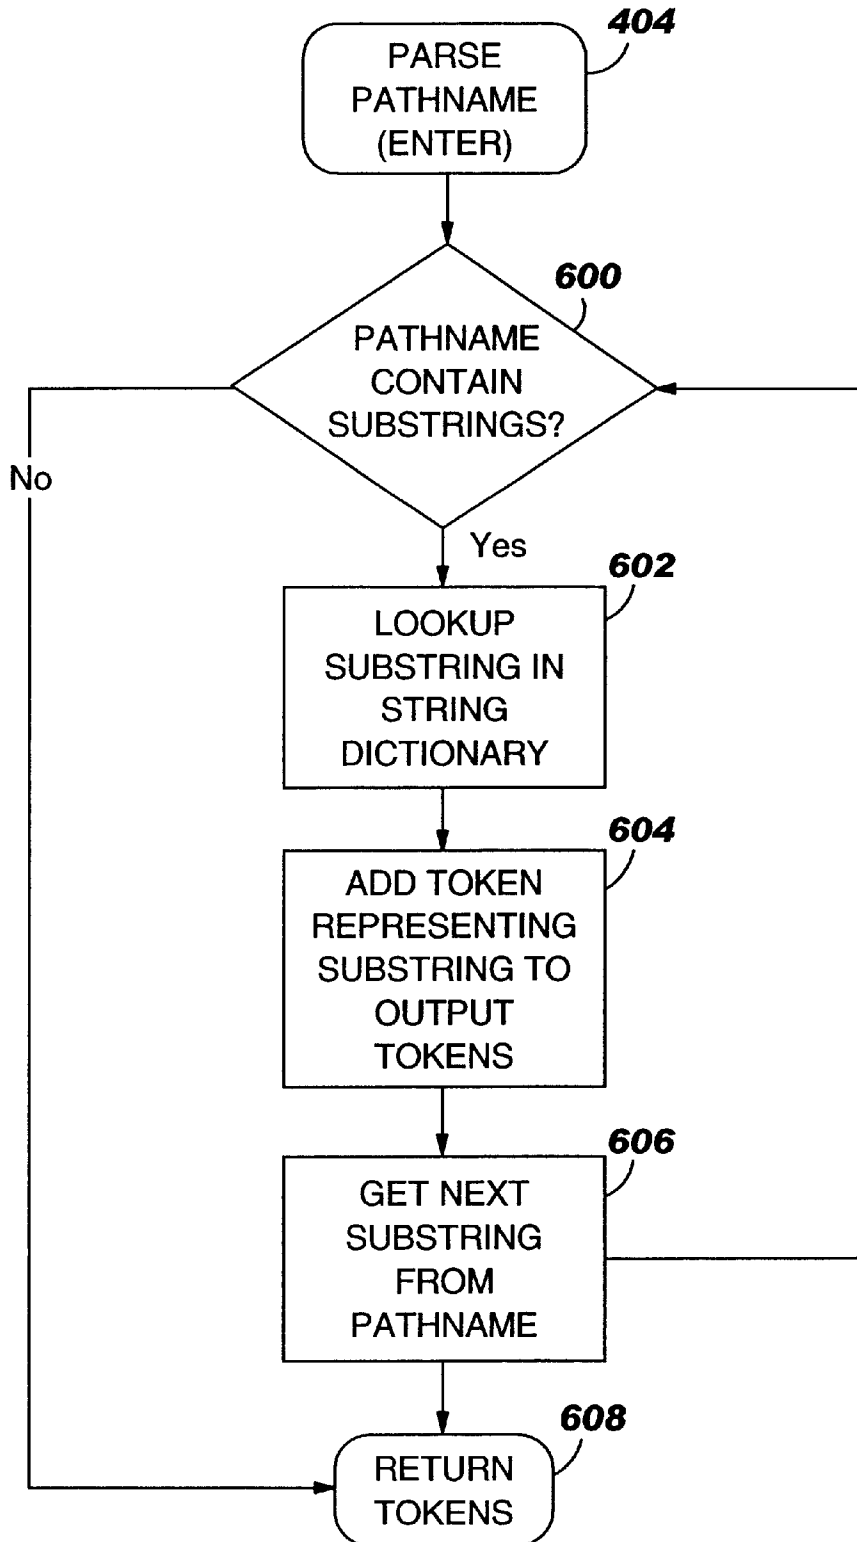 404
PARSE
PATHNAME
(ENTER)
600
PATHNAME
CONTAIN
SUBSTRINGS?
No
Yes
602
LOOKUP
SUBSTRING IN
STRING
DICTIONARY
604
ADD TOKEN
REPRESENTING
SUBSTRING TO
OUTPUT
TOKENS
606
GET NEXT
SUBSTRING
FROM
PATHNAME
608
RETURN
TOKENS